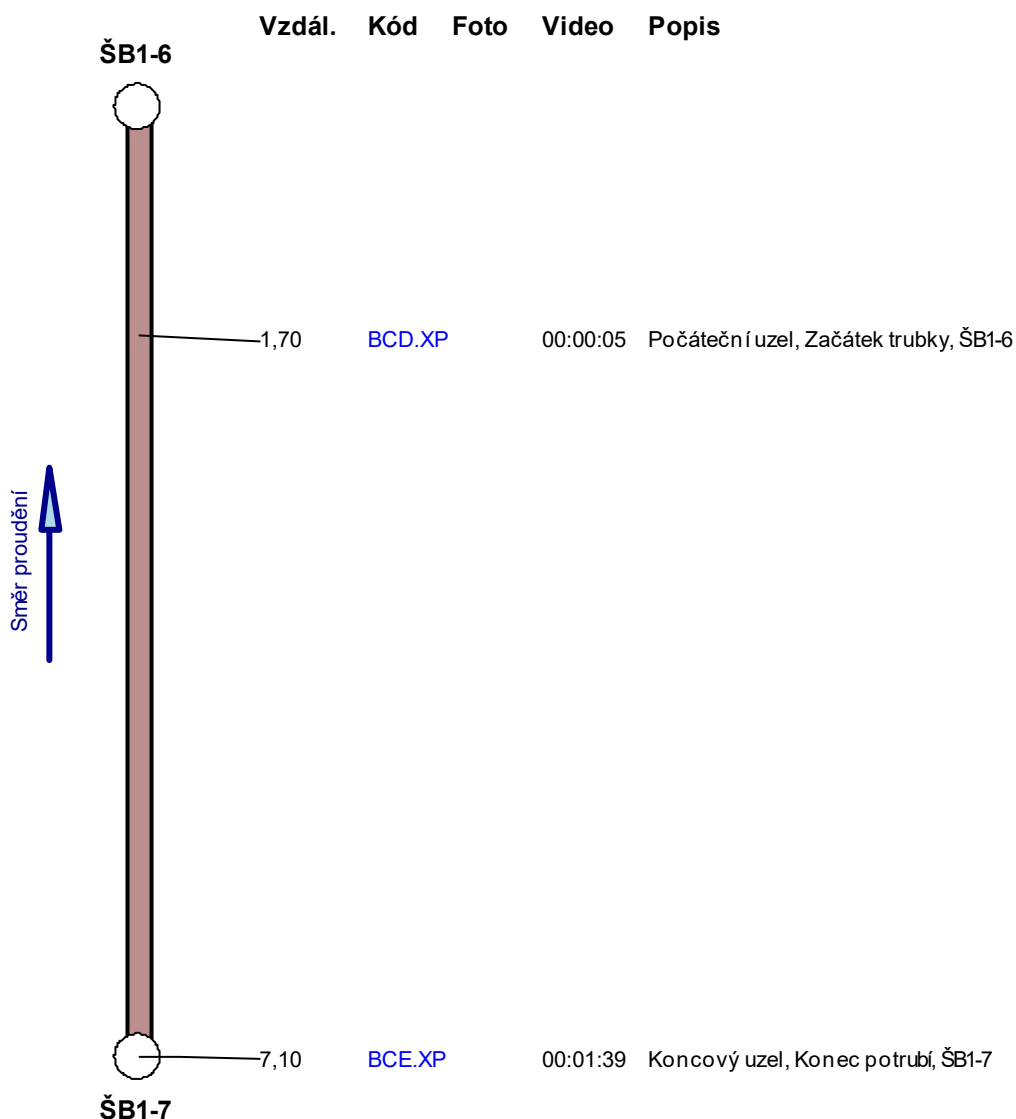 Vzdál. Kód Foto Video Popis
ŠB1-6
1,70 BCD.XP 00:00:05 Počáteční uzel, Začátek trubky, ŠB1-6
Směr proudění
7,10 BCE.XP 00:01:39 Koncový uzel, Konec potrubí, ŠB1-7
ŠB1-7